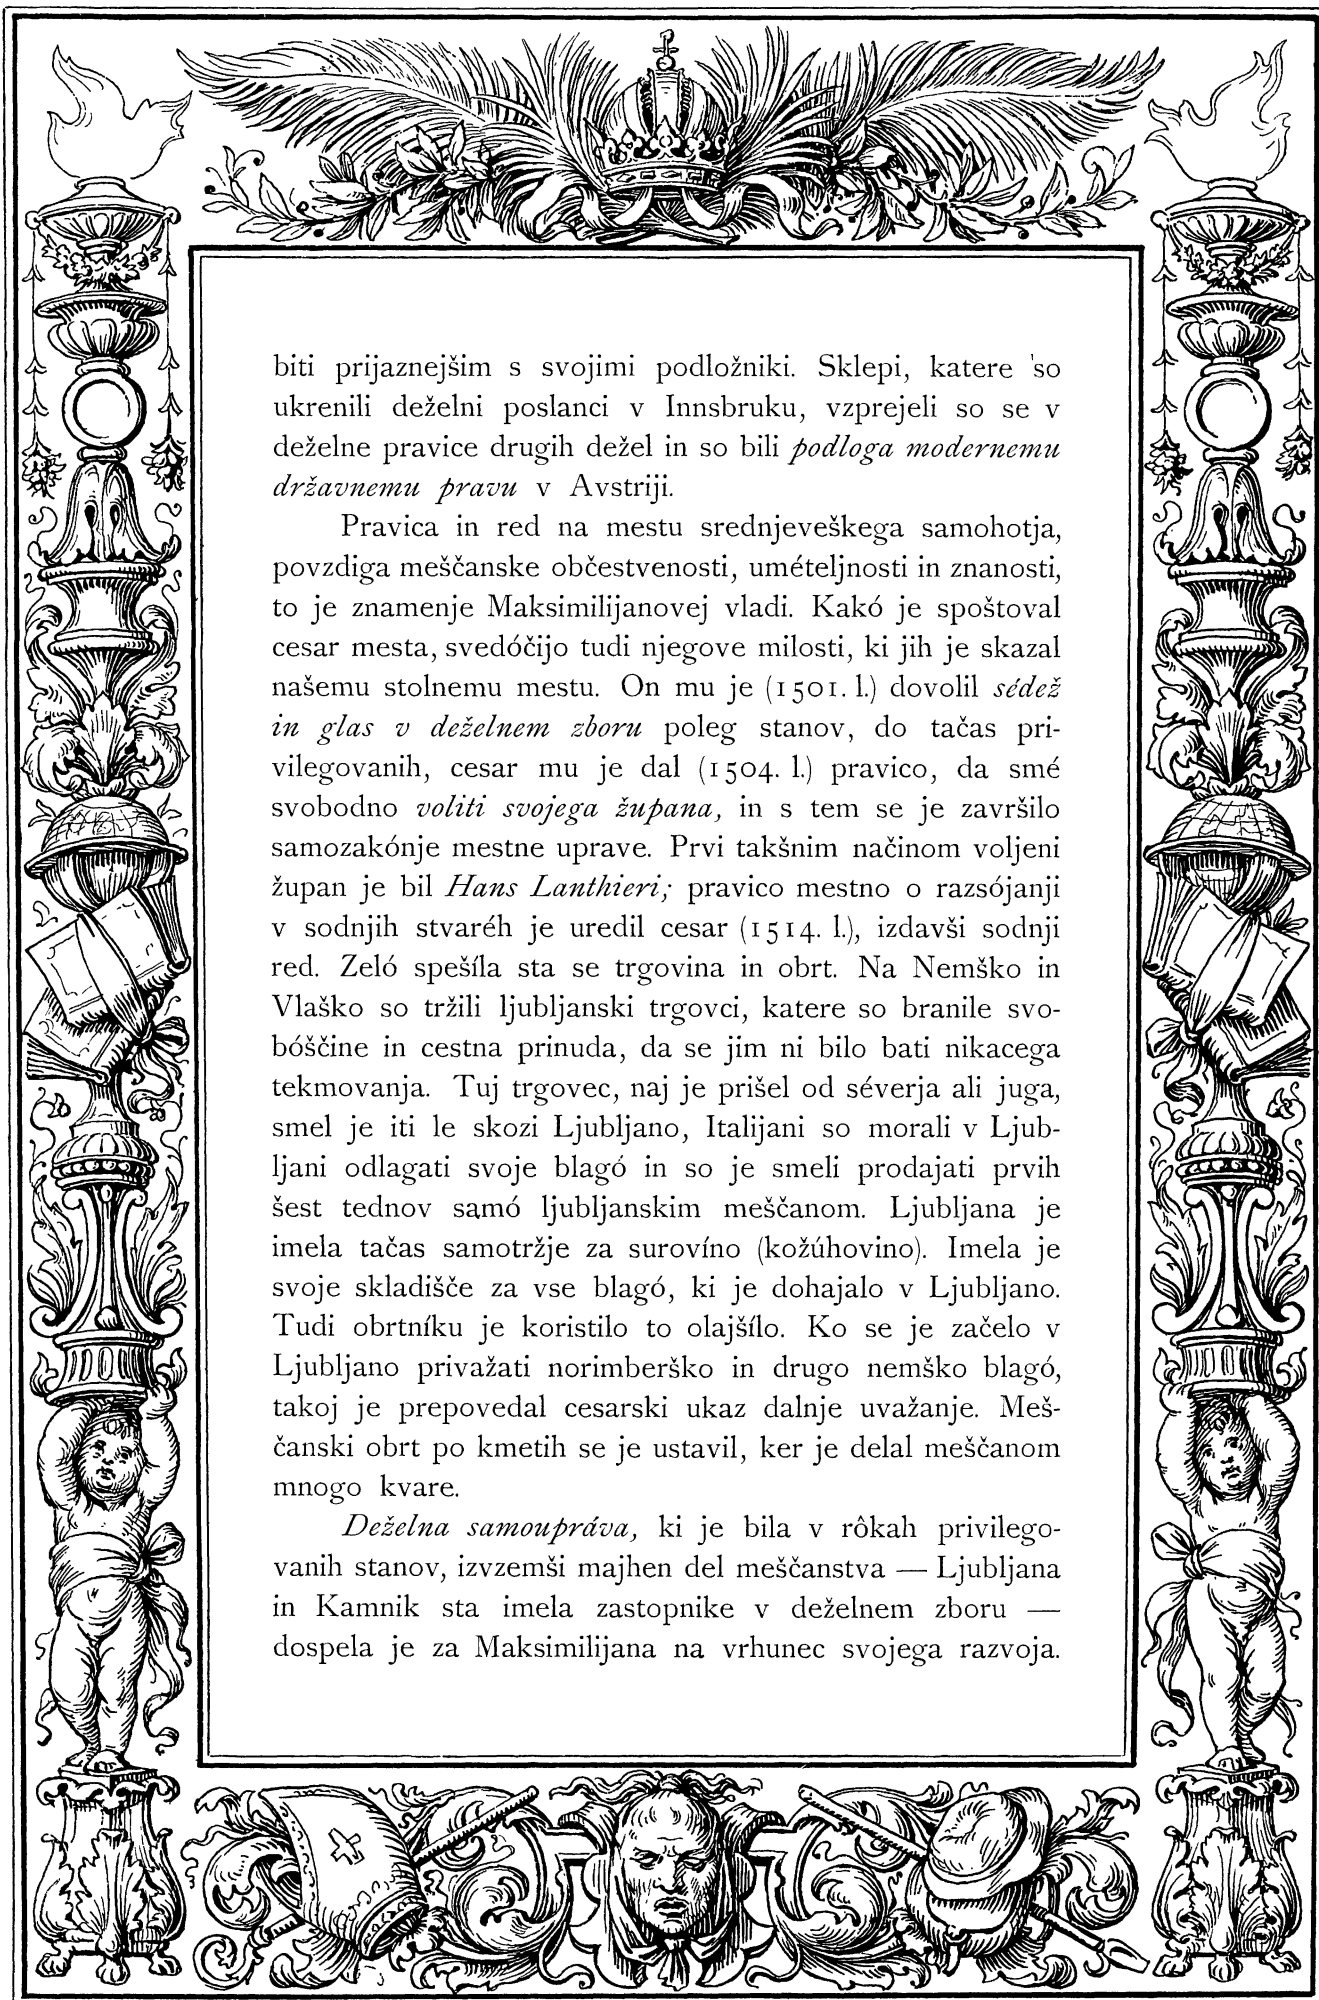 biti prijaznejšim s svojimi podložniki. Sklepi, katere so
ukrenili deželni poslanci v Innsbruku, vzprejeli so se v
deželne pravice drugih dežel in so bili podloga modernemu
državnemu pravu v Avstriji.
Pravica in red na mestu srednjeveškega samohotja,
povzdiga meščanske občestvenosti, umételjnosti in znanosti,
to je znamenje Maksimilijanovej vladi. Kakó je spoštoval
cesar mesta, svedóčijo tudi njegove milosti, ki jih je skazal
našemu stolnemu mestu. On mu je (1501. l.) dovolil sédež
in glas v deželnem zboru poleg stanov, do tačas pri-
vilegovanih, cesar mu je dal (1504. l.) pravico, da smé
svobodno voliti svojega župana, in s tem se je završilo
samozakónje mestne uprave. Prvi takšnim načinom voljeni
župan je bil Hans Lanthieri; pravico mestno o razsójanji
v sodnjih stvaréh je uredil cesar (1514. l.), izdavši sodnji
red. Zeló spešíla sta se trgovina in obrt. Na Nemško in
Vlaško so tržili ljubljanski trgovci, katere so branile svo-
bóščine in cestna prinuda, da se jim ni bilo bati nikacega
tekmovanja. Tuj trgovec, naj je prišel od séverja ali juga,
smel je iti le skozi Ljubljano, Italijani so morali v Ljub-
ljani odlagati svoje blagó in so je smeli prodajati prvih
šest tednov samó ljubljanskim meščanom. Ljubljana je
imela tačas samotržje za surovíno (kožúhovino). Imela je
svoje skladišče za vse blagó, ki je dohajalo v Ljubljano.
Tudi obrtníku je koristilo to olajšílo. Ko se je začelo v
Ljubljano privažati norimberško in drugo nemško blagó,
takoj je prepovedal cesarski ukaz dalnje uvažanje. Meš-
čanski obrt po kmetih se je ustavil, ker je delal meščanom
mnogo kvare.
Deželna samoupráva, ki je bila v rôkah privilego-
vanih stanov, izvzemši majhen del meščanstva — Ljubljana
in Kamnik sta imela zastopnike v deželnem zboru —
dospela je za Maksimilijana na vrhunec svojega razvoja.